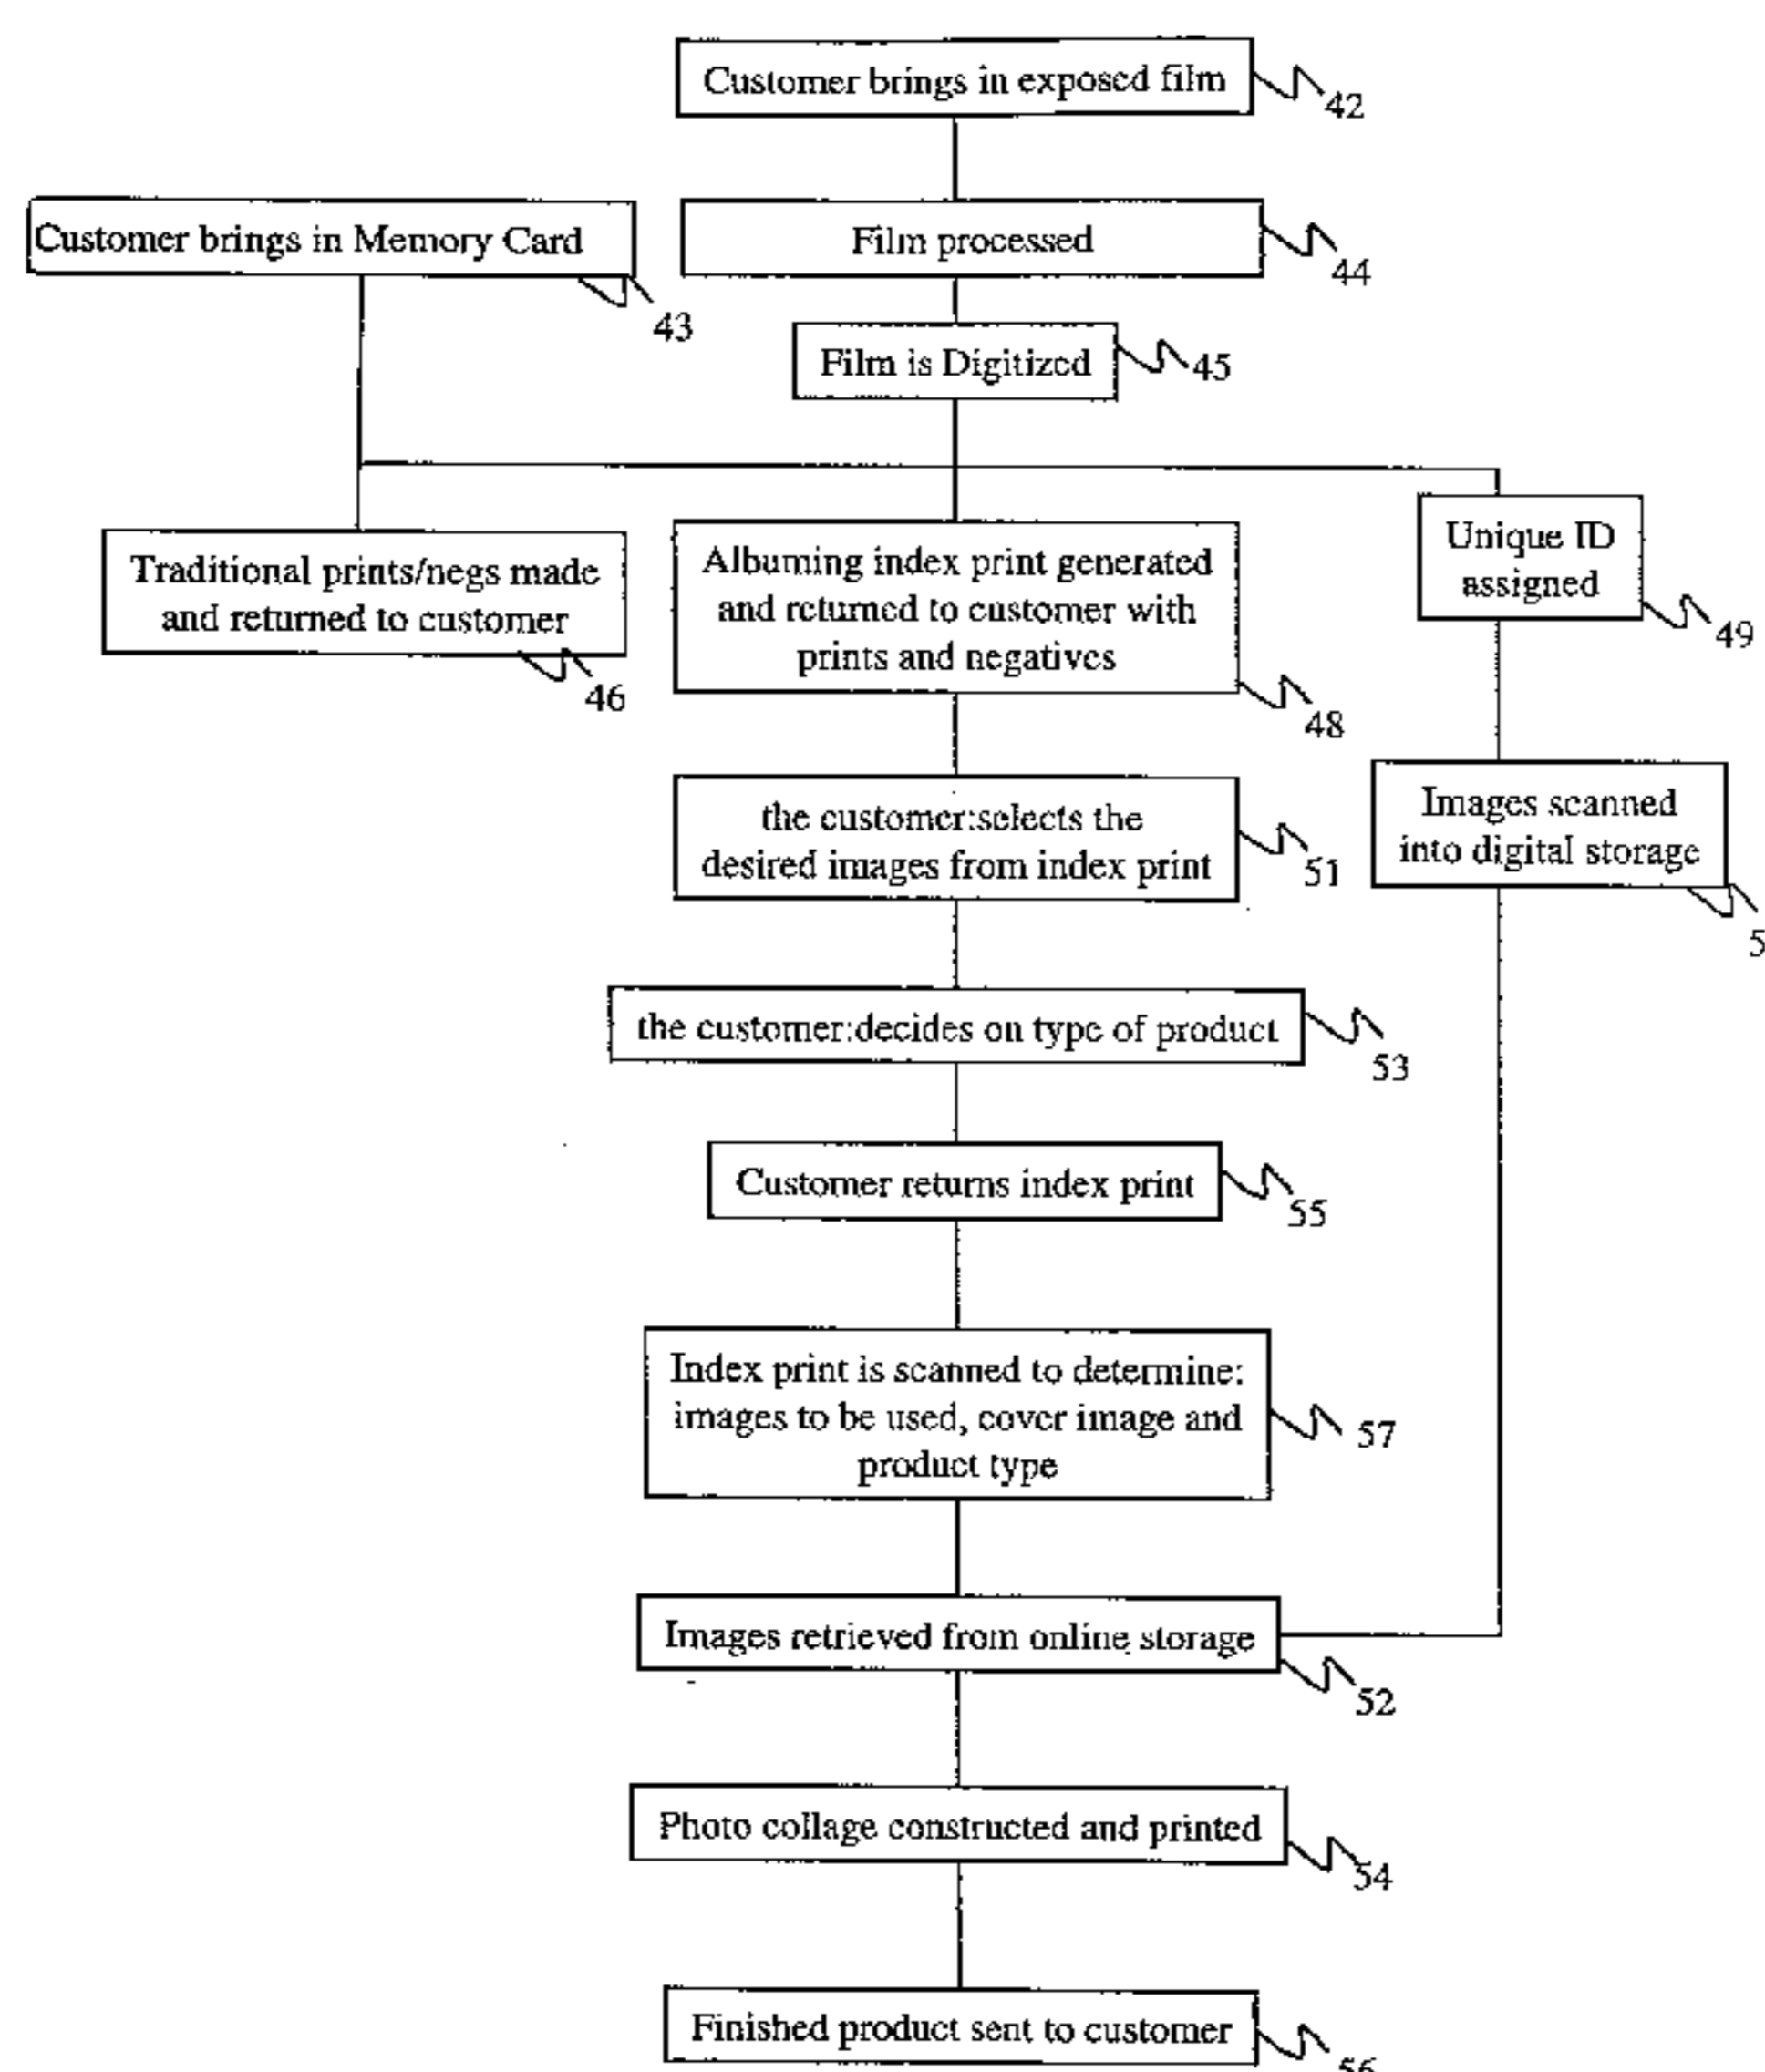 Customer brings in exposed film
42
Customer brings in Memory Card
43
Film processed
44
Film is Digitized
45
Traditional prints/negs made
and returned to customer
46
Albuming index print generated
and returned to customer with
prints and negatives
48
Unique ID
assigned
49
the customer:selects the
desired images from index print
51
Images scanned
into digital storage
5
the customer:decides on type of product
53
Customer returns index print
55
Index print is scanned to determine:
images to be used, cover image and
product type
57
Images retrieved from online storage
52
Photo collage constructed and printed
54
Finished product sent to customer
56